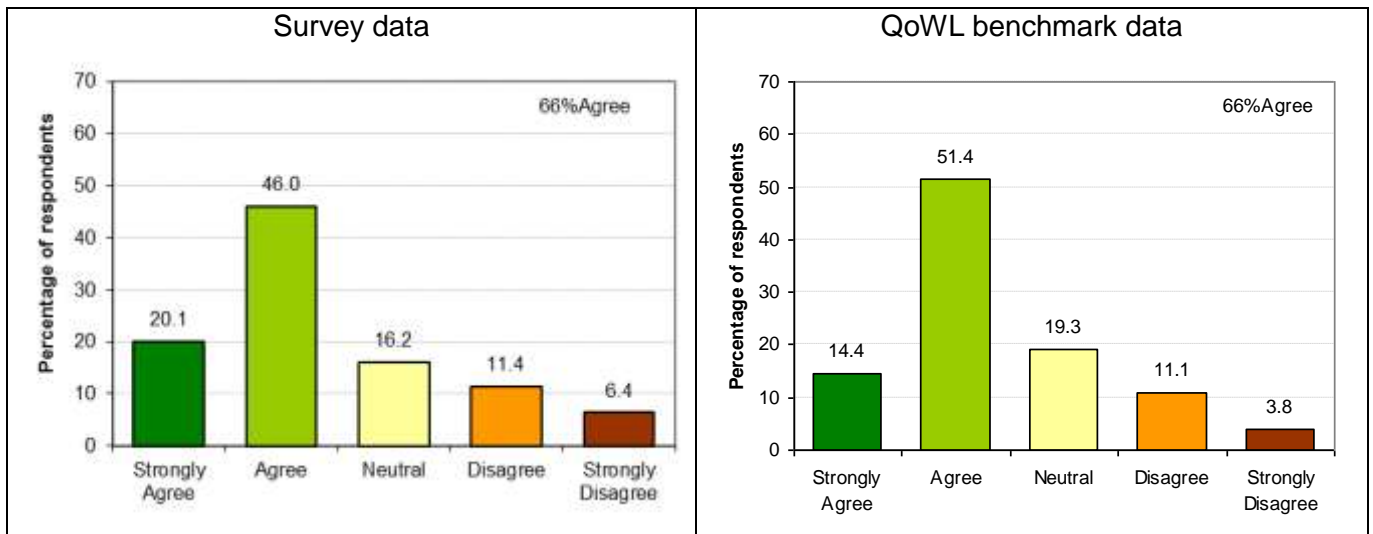 Survey data
70
60
50
40
30
20
10
0
Percentage of respondents
66%Agree
20.1
46.0
16.2
11.4
6.4
Strongly
Agree
Agree
Neutral
Disagree
Strongly
Disagree
QoWL benchmark data
70
60
50
40
30
20
10
0
Percentage of respondents
66%Agree
14.4
51.4
19.3
11.1
3.8
Strongly
Agree
Agree
Neutral
Disagree
Strongly
Disagree